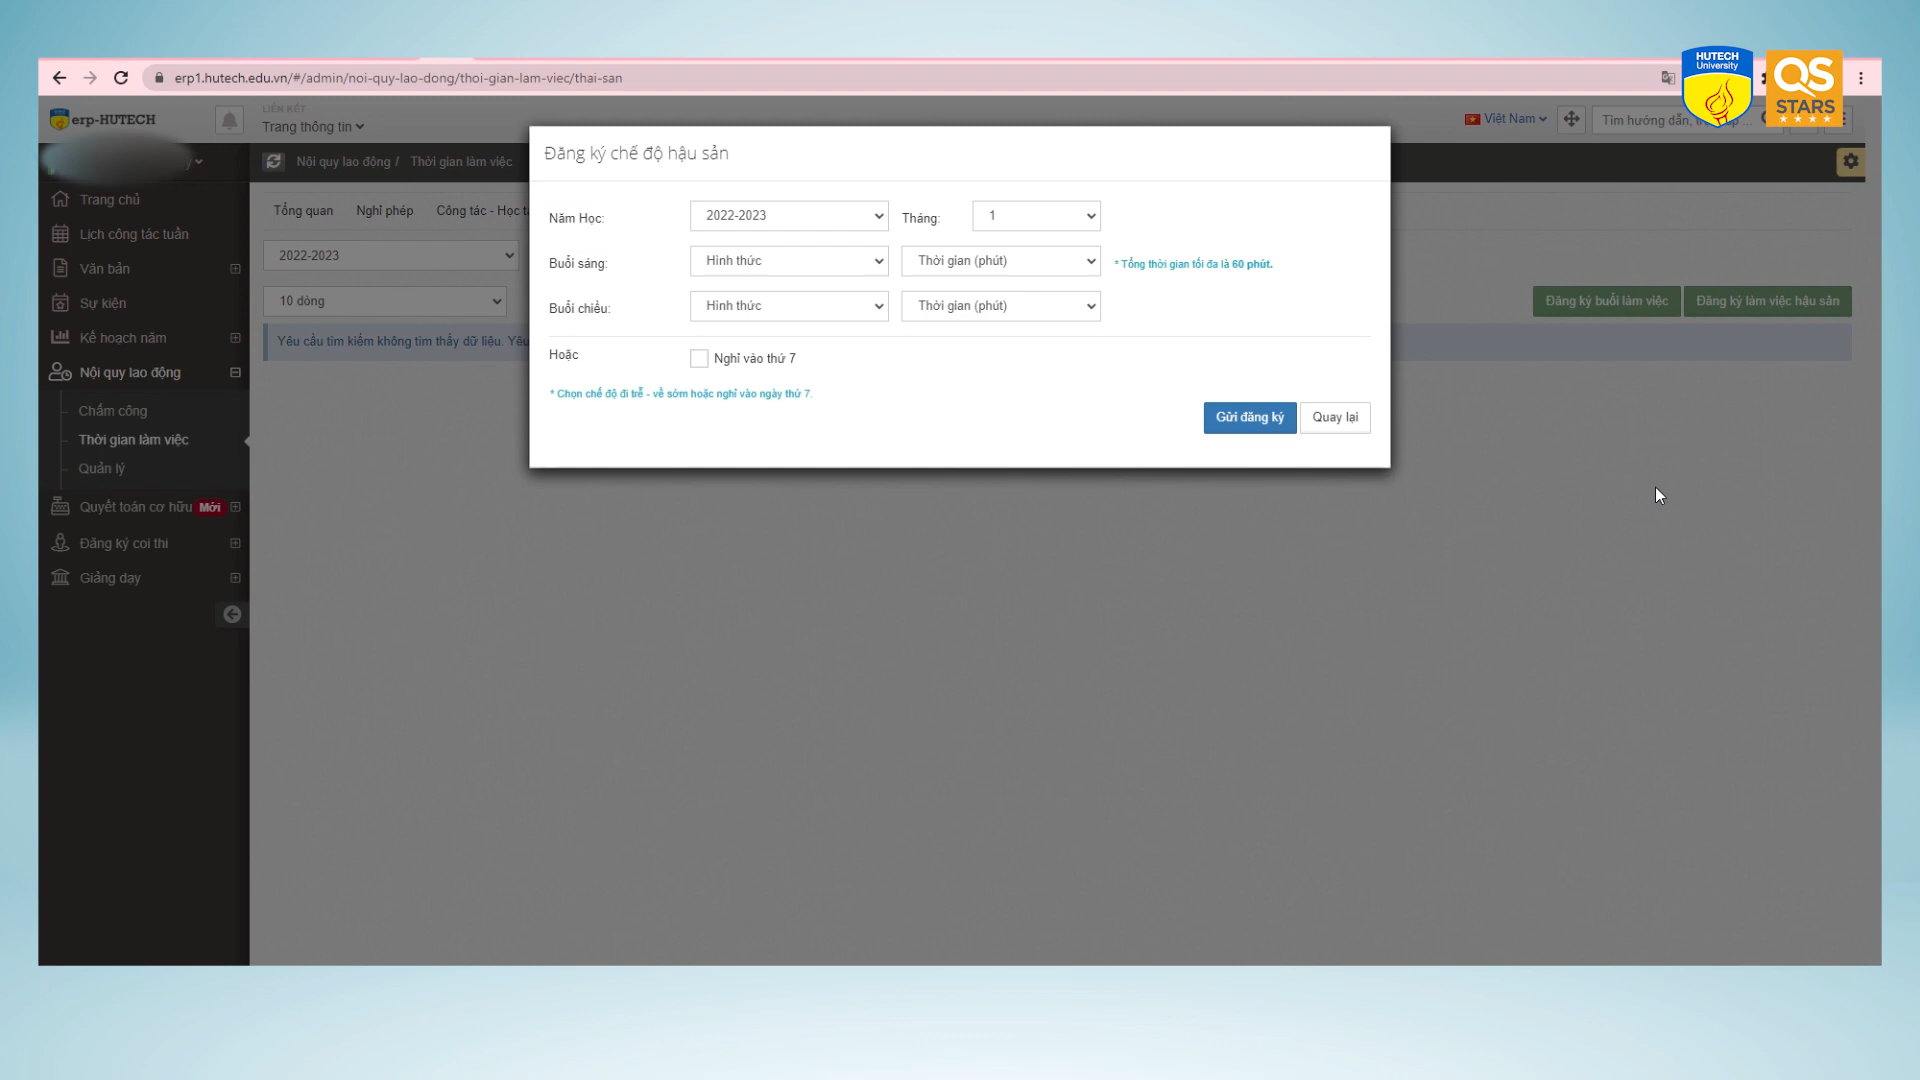 erp1.hutech.edu.vn/#/admin/noi-quy-lao-dong/thoi-gian-lam-viec/thai-san
HUTECH
University
QS
STARS
erp-HUTECH
LIÊN KẾT
Trang thông tin
Việt Nam
Tìm hướng dẫn,
Nội quy lao động / Thời gian làm việc
Trang chủ
Lịch công tác tuần
Văn bản
Sự kiện
Kế hoạch năm
Nội quy lao động
Chấm công
Thời gian làm việc
Quản lý
Quyết toán cơ hữu Mới
Đăng ký coi thi
Giảng dạy
Tổng quan Nghỉ phép Công tác - Học
2022-2023
10 dòng
Đăng ký buổi làm việc Đăng ký làm việc hậu sản
Yêu cầu tìm kiếm không tìm thấy dữ liệu. Yêu
Đăng ký chế độ hậu sản
Năm Học: 2022-2023 Tháng: 1
Buổi sáng: Hình thức Thời gian (phút) * Tổng thời gian tối đa là 60 phút.
Buổi chiều: Hình thức Thời gian (phút)
Hoặc Nghỉ vào thứ 7
* Chọn chế độ đi trễ - về sớm hoặc nghỉ vào ngày thứ 7.
Gửi đăng ký Quay lại